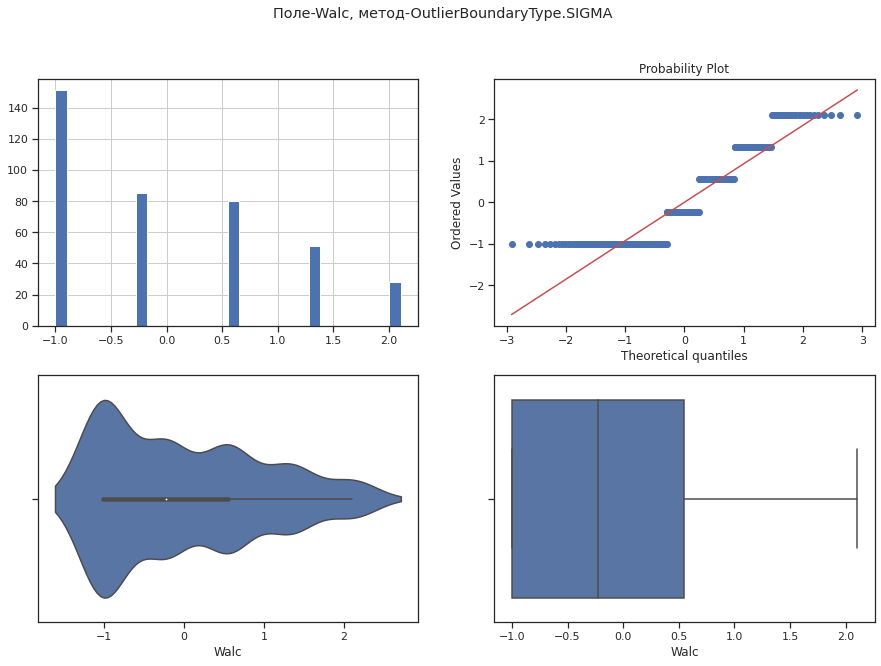 Поле-Walc, метод-OutlierBoundaryType.SIGMA
140
120
100
80
60
40
20
0
−1.0 −0.5 0.0 0.5 1.0 1.5 2.0
Probability Plot
Ordered Values
2
1
0
−1
−2
−3 −2 −1 0 1 2 3
Theoretical quantiles
−1 0 1 2
Walc
−1.0 −0.5 0.0 0.5 1.0 1.5 2.0
Walc